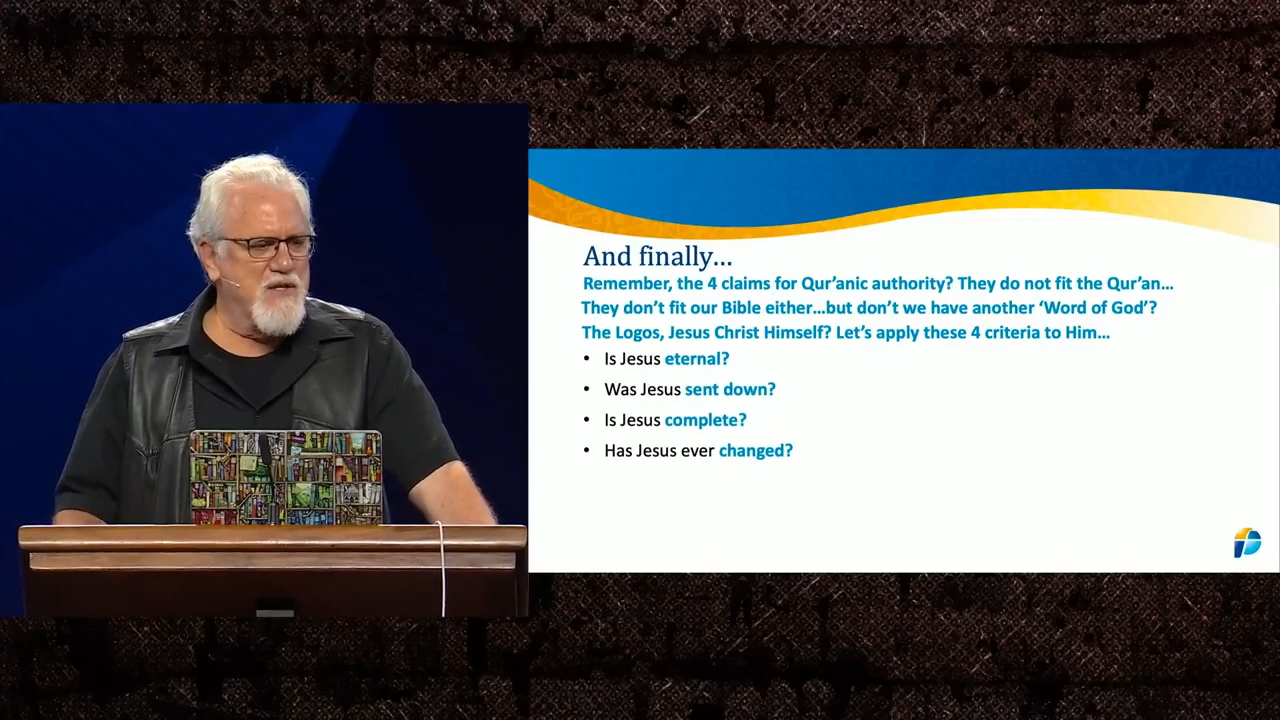 And finally...
Remember, the 4 claims for Qur'anic authority? They do not fit the Qur'an...
They don't fit our Bible either...but don't we have another 'Word of God'?
The Logos, Jesus Christ Himself? Let's apply these 4 criteria to Him...
• Is Jesus eternal?
• Was Jesus sent down?
• Is Jesus complete?
• Has Jesus ever changed?